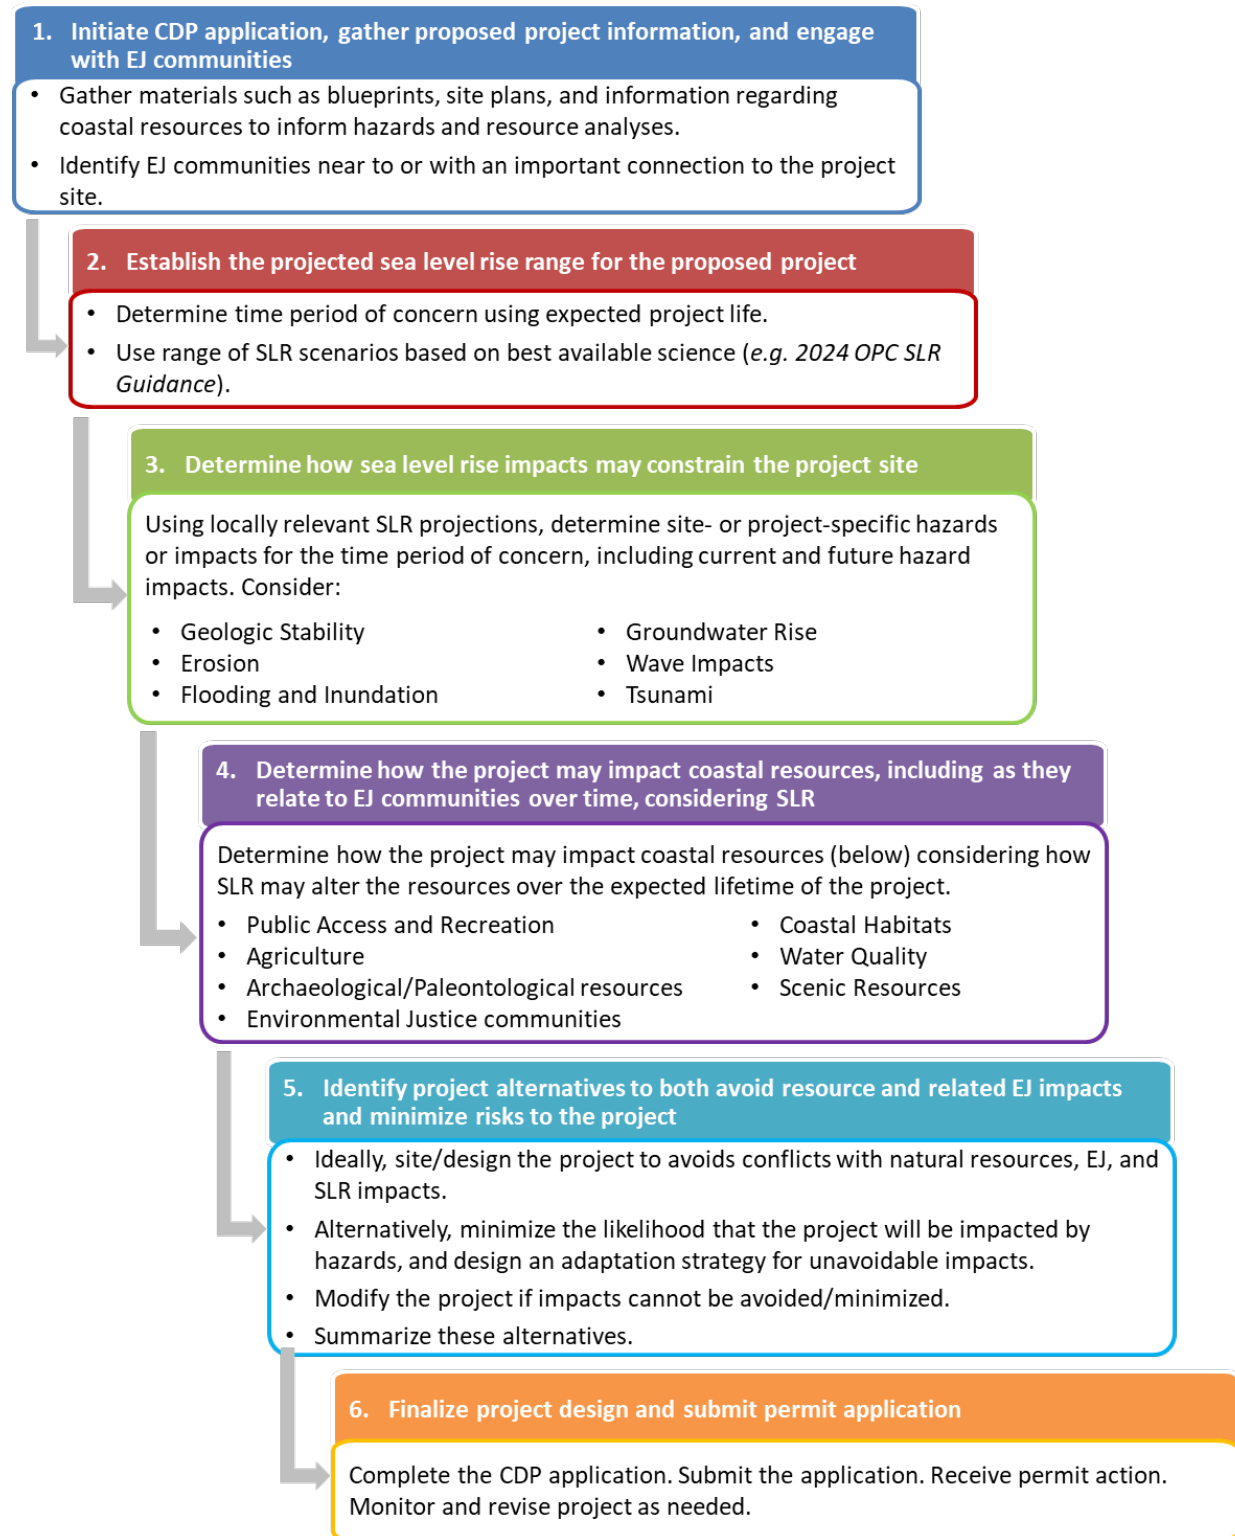 1. Initiate CDP application, gather proposed project information, and engage
with EJ communities
• Gather materials such as blueprints, site plans, and information regarding
coastal resources to inform hazards and resource analyses.
• Identify EJ communities near to or with an important connection to the project
site.
2. Establish the projected sea level rise range for the proposed project
• Determine time period of concern using expected project life.
• Use range of SLR scenarios based on best available science (e.g. 2024 OPC SLR
Guidance).
3. Determine how sea level rise impacts may constrain the project site
Using locally relevant SLR projections, determine site- or project-specific hazards
or impacts for the time period of concern, including current and future hazard
impacts. Consider:
• Geologic Stability
• Erosion
• Flooding and Inundation
• Groundwater Rise
• Wave Impacts
• Tsunami
4. Determine how the project may impact coastal resources, including as they
relate to EJ communities over time, considering SLR
Determine how the project may impact coastal resources (below) considering how
SLR may alter the resources over the expected lifetime of the project.
• Public Access and Recreation
• Agriculture
• Archaeological/Paleontological resources
• Environmental Justice communities
• Coastal Habitats
• Water Quality
• Scenic Resources
5. Identify project alternatives to both avoid resource and related EJ impacts
and minimize risks to the project
• Ideally, site/design the project to avoids conflicts with natural resources, EJ, and
SLR impacts.
• Alternatively, minimize the likelihood that the project will be impacted by
hazards, and design an adaptation strategy for unavoidable impacts.
• Modify the project if impacts cannot be avoided/minimized.
• Summarize these alternatives.
6. Finalize project design and submit permit application
Complete the CDP application. Submit the application. Receive permit action.
Monitor and revise project as needed.